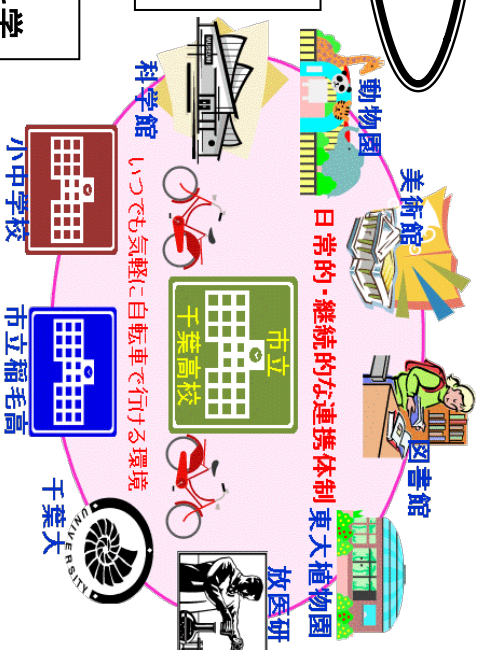 学
動物園
美術館
図書館
東大植物園
放医研
千葉大
市立稲毛高
小中学校
科学館
日常的・継続的な連携体制
市立
千葉高校
いつでも気軽に自転車で行ける環境
UNIVERSITY